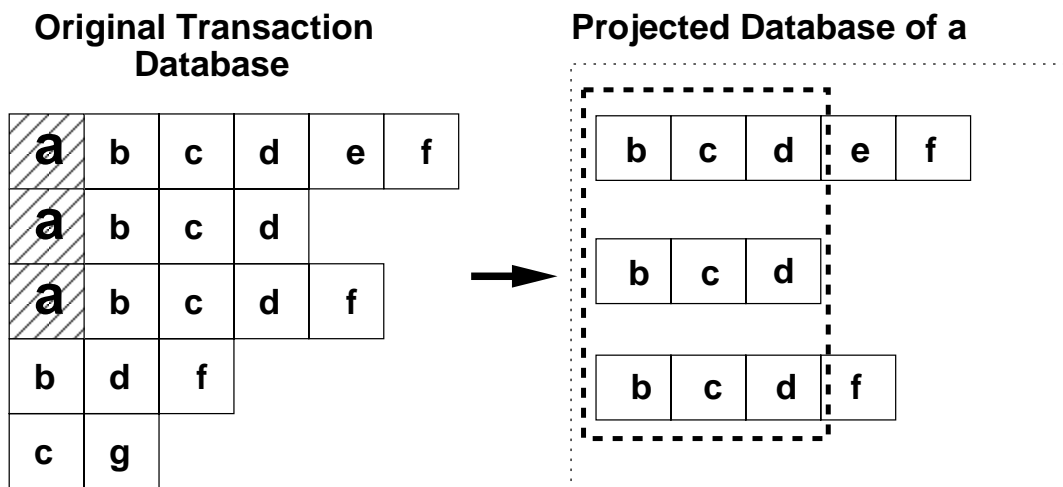 Original Transaction
Database
a b c d e f
a b c d
a b c d f
b d f
c g
Projected Database of a
b c d e f
b c d
b c d f